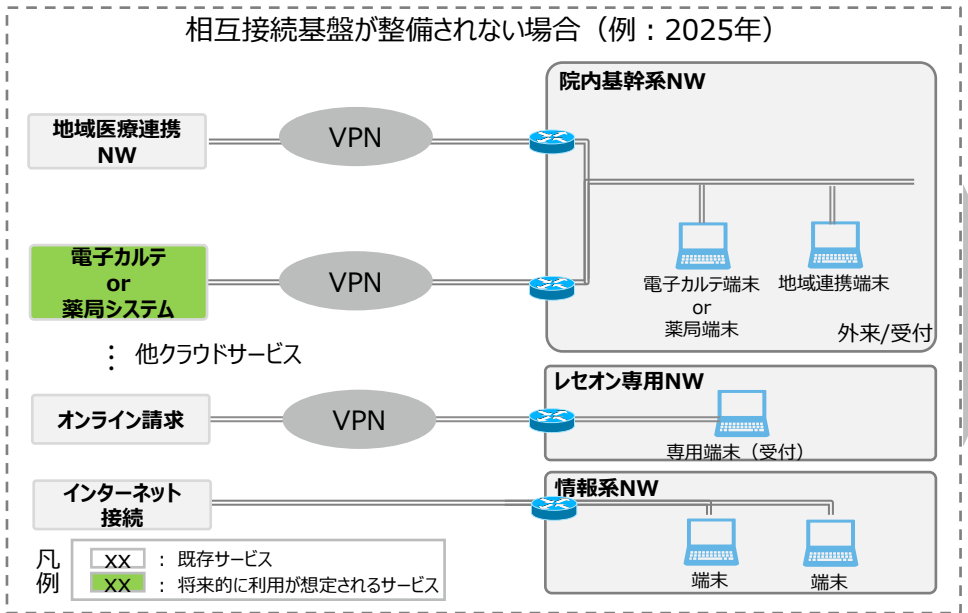 相互接続基盤が整備されない場合（例：2025年）
地域医療連携
NW
VPN
院内基幹系NW
電子カルテ
or
薬局システム
VPN
電子カルテ端末
or
薬局端末
地域連携端末
外来/受付
︙ 他クラウドサービス
オンライン請求
VPN
レセオン専用NW
専用端末（受付）
インターネット
接続
情報系NW
端末
端末
凡
例
xx ： 既存サービス
xx ： 将来的に利用が想定されるサービス